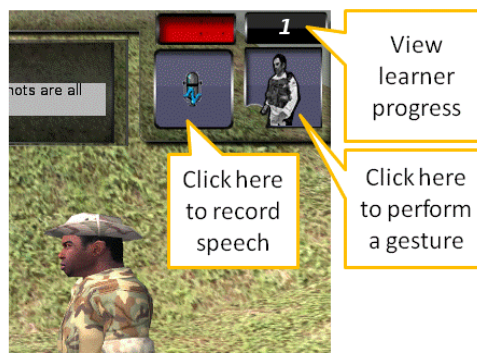 1
View
learner
progress
hots are all
Click here
to record
speech
Click here
to perform
a gesture